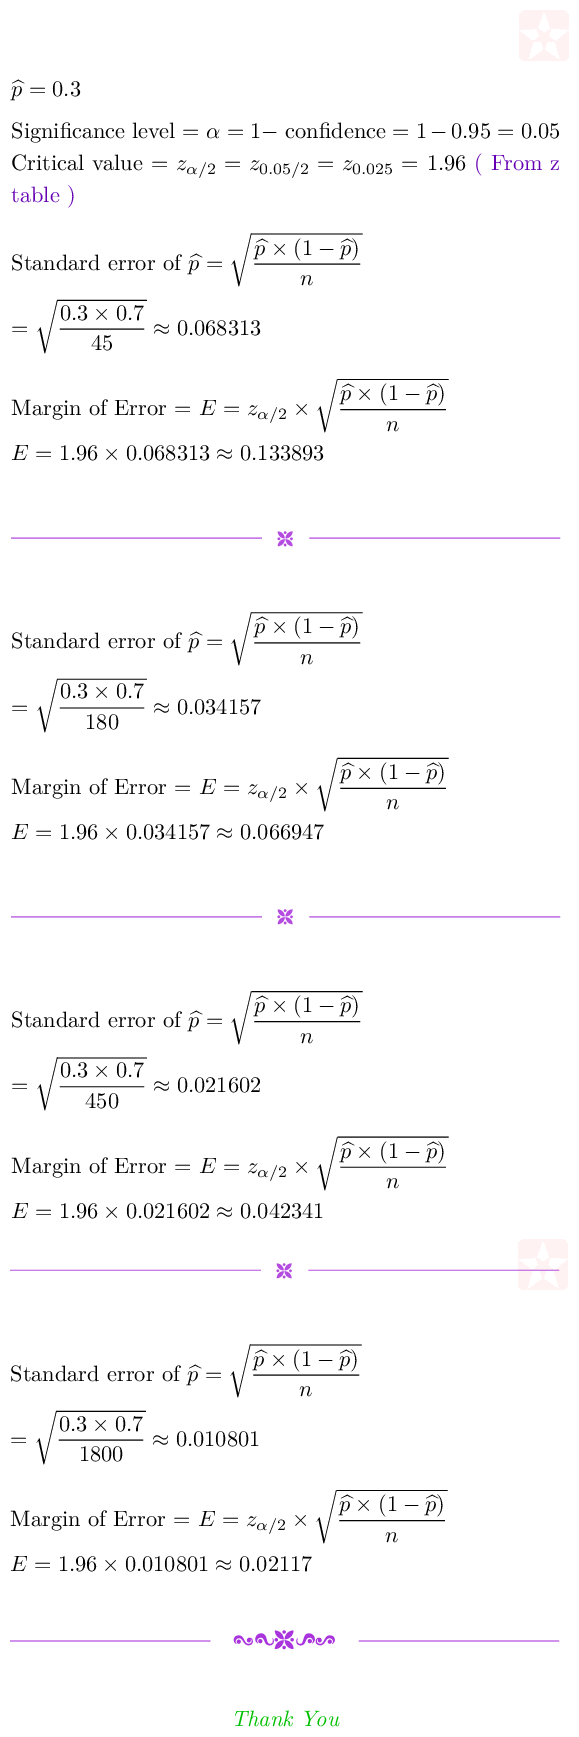 p̂ = 0.3
Significance level = α = 1− confidence = 1 − 0.95 = 0.05
Critical value = z_{α/2} = z_{0.05/2} = z_{0.025} = 1.96 ( From z
table )
Standard error of p̂ = √(p̂ × (1 − p̂) / n)
= √(0.3 × 0.7 / 45) ≈ 0.068313
Margin of Error = E = z_{α/2} × √(p̂ × (1 − p̂) / n)
E = 1.96 × 0.068313 ≈ 0.133893
Standard error of p̂ = √(p̂ × (1 − p̂) / n)
= √(0.3 × 0.7 / 180) ≈ 0.034157
Margin of Error = E = z_{α/2} × √(p̂ × (1 − p̂) / n)
E = 1.96 × 0.034157 ≈ 0.066947
Standard error of p̂ = √(p̂ × (1 − p̂) / n)
= √(0.3 × 0.7 / 450) ≈ 0.021602
Margin of Error = E = z_{α/2} × √(p̂ × (1 − p̂) / n)
E = 1.96 × 0.021602 ≈ 0.042341
Standard error of p̂ = √(p̂ × (1 − p̂) / n)
= √(0.3 × 0.7 / 1800) ≈ 0.010801
Margin of Error = E = z_{α/2} × √(p̂ × (1 − p̂) / n)
E = 1.96 × 0.010801 ≈ 0.02117
Thank You